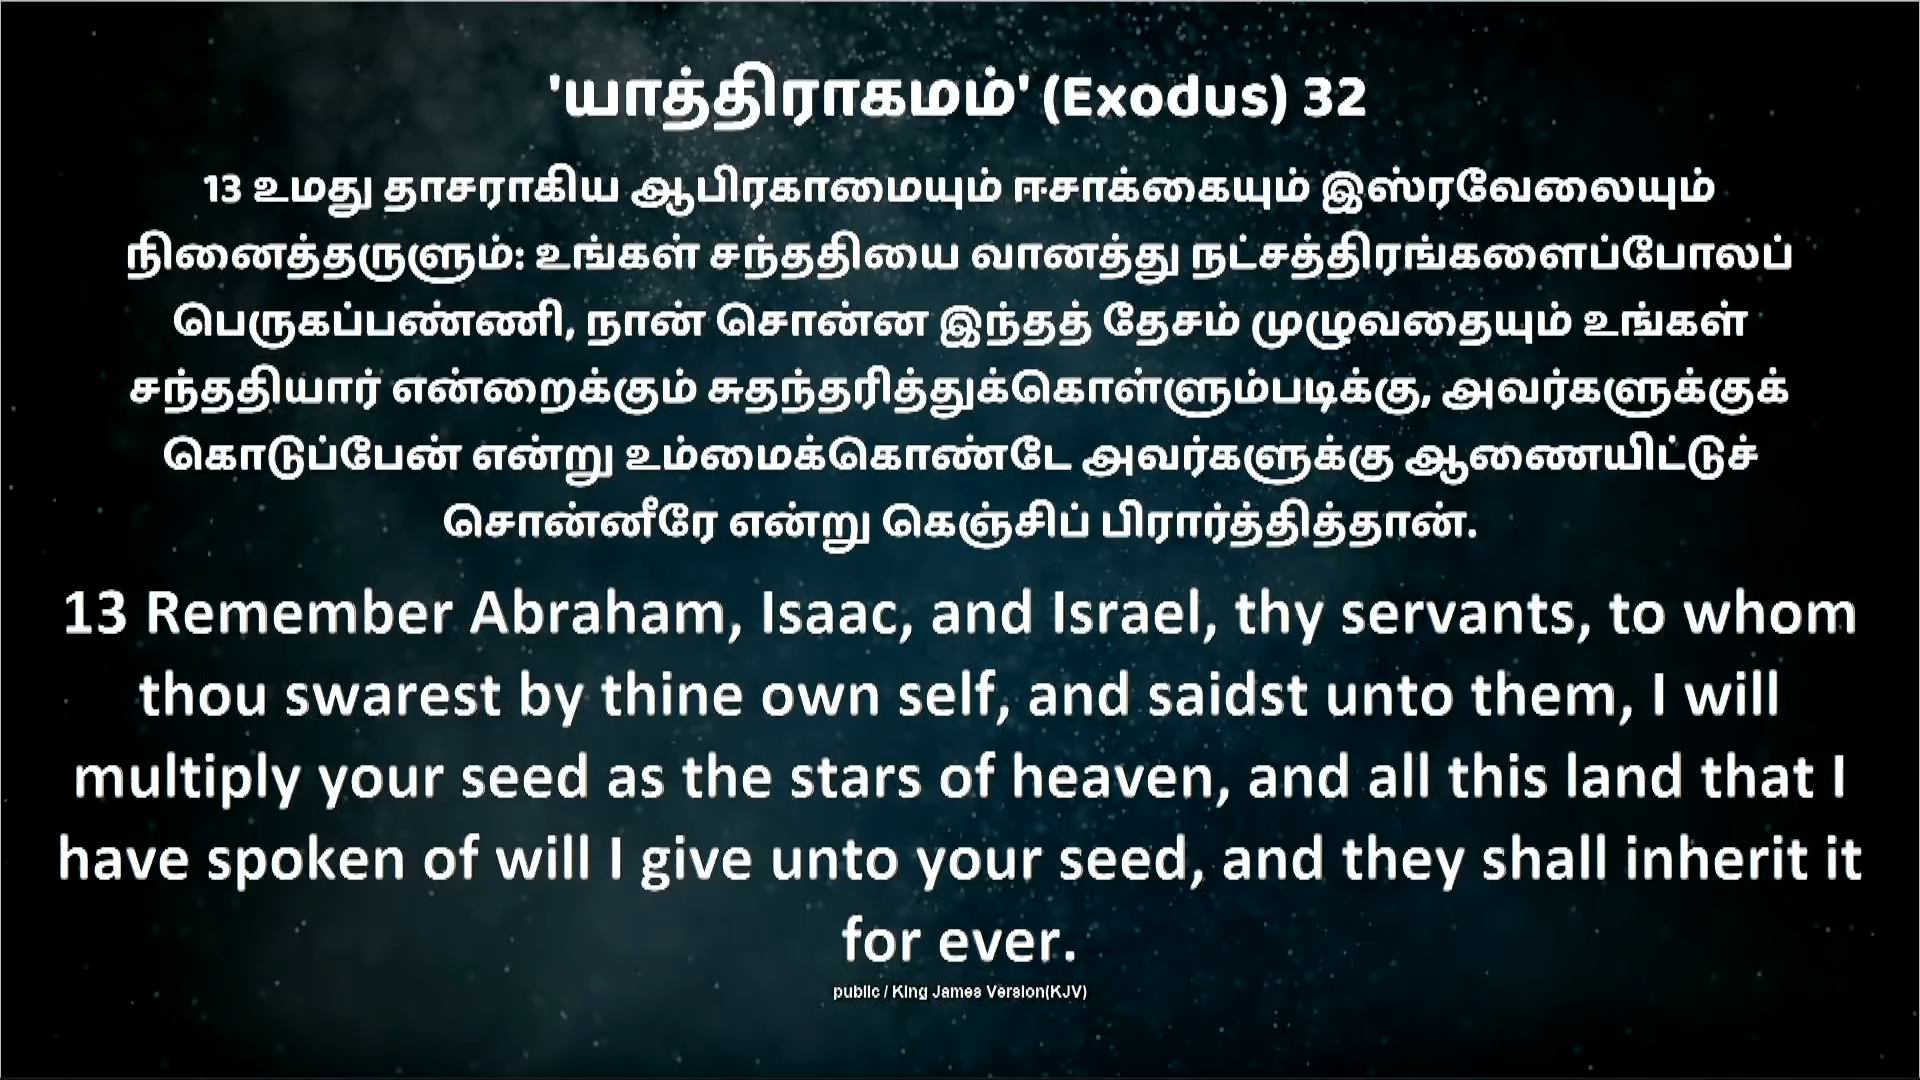 'யாத்திராகமம்' (Exodus) 32
13 உமது தாசராகிய ஆபிரகாமையும் ஈசாக்கையும் இஸ்ரவேலையும்
நினைத்தருளும்: உங்கள் சந்ததியை வானத்து நட்சத்திரங்களைப்போலப்
பெருகப்பண்ணி, நான் சொன்ன இந்தத் தேசம் முழுவதையும் உங்கள்
சந்ததியார் என்றைக்கும் சுதந்தரித்துக்கொள்ளும்படிக்கு, அவர்களுக்குக்
கொடுப்பேன் என்று உம்மைக்கொண்டே அவர்களுக்கு ஆணையிட்டுச்
சொன்னீரே என்று கெஞ்சிப் பிரார்த்தித்தான்.
13 Remember Abraham, Isaac, and Israel, thy servants, to whom
thou swarest by thine own self, and saidst unto them, I will
multiply your seed as the stars of heaven, and all this land that I
have spoken of will I give unto your seed, and they shall inherit it
for ever.
public / King James Version(KJV)